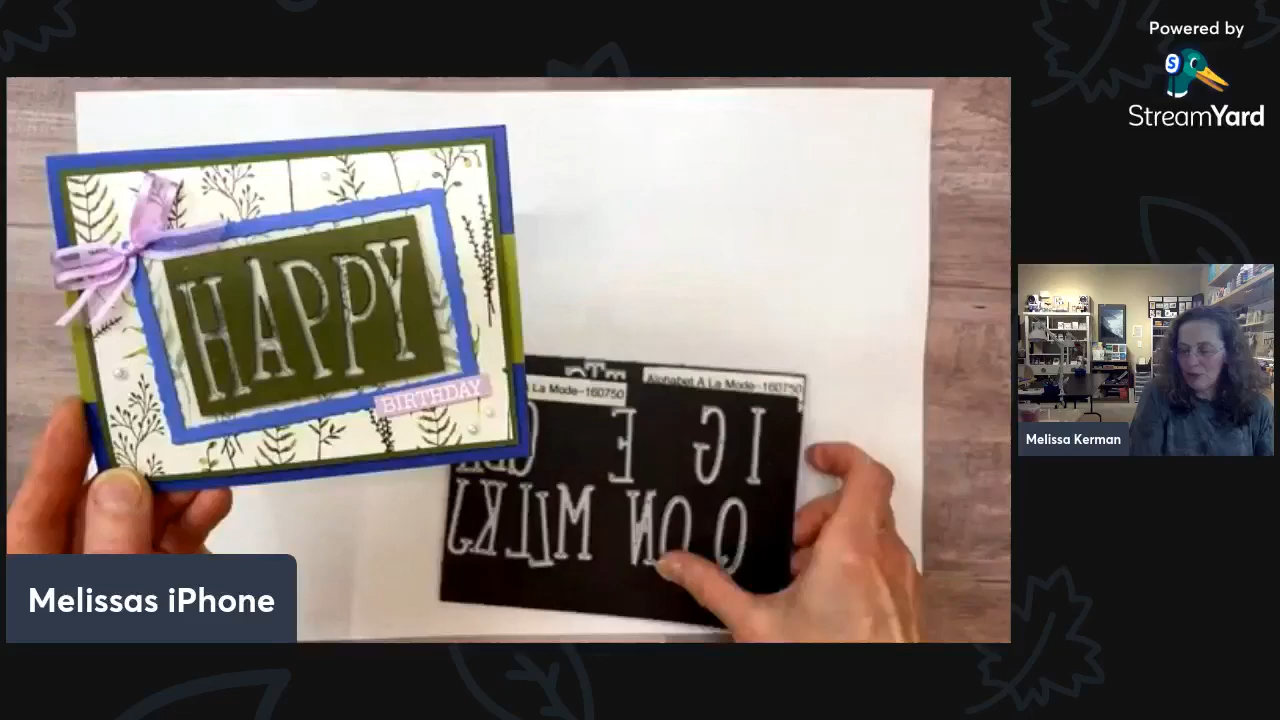 Powered by
S
StreamYard
HAPPY
BIRTHDAY
La Mode--160750
Alphabet A La Mode--160750
E G I
J K L M N O Q
Melissa Kerman
Melissas iPhone